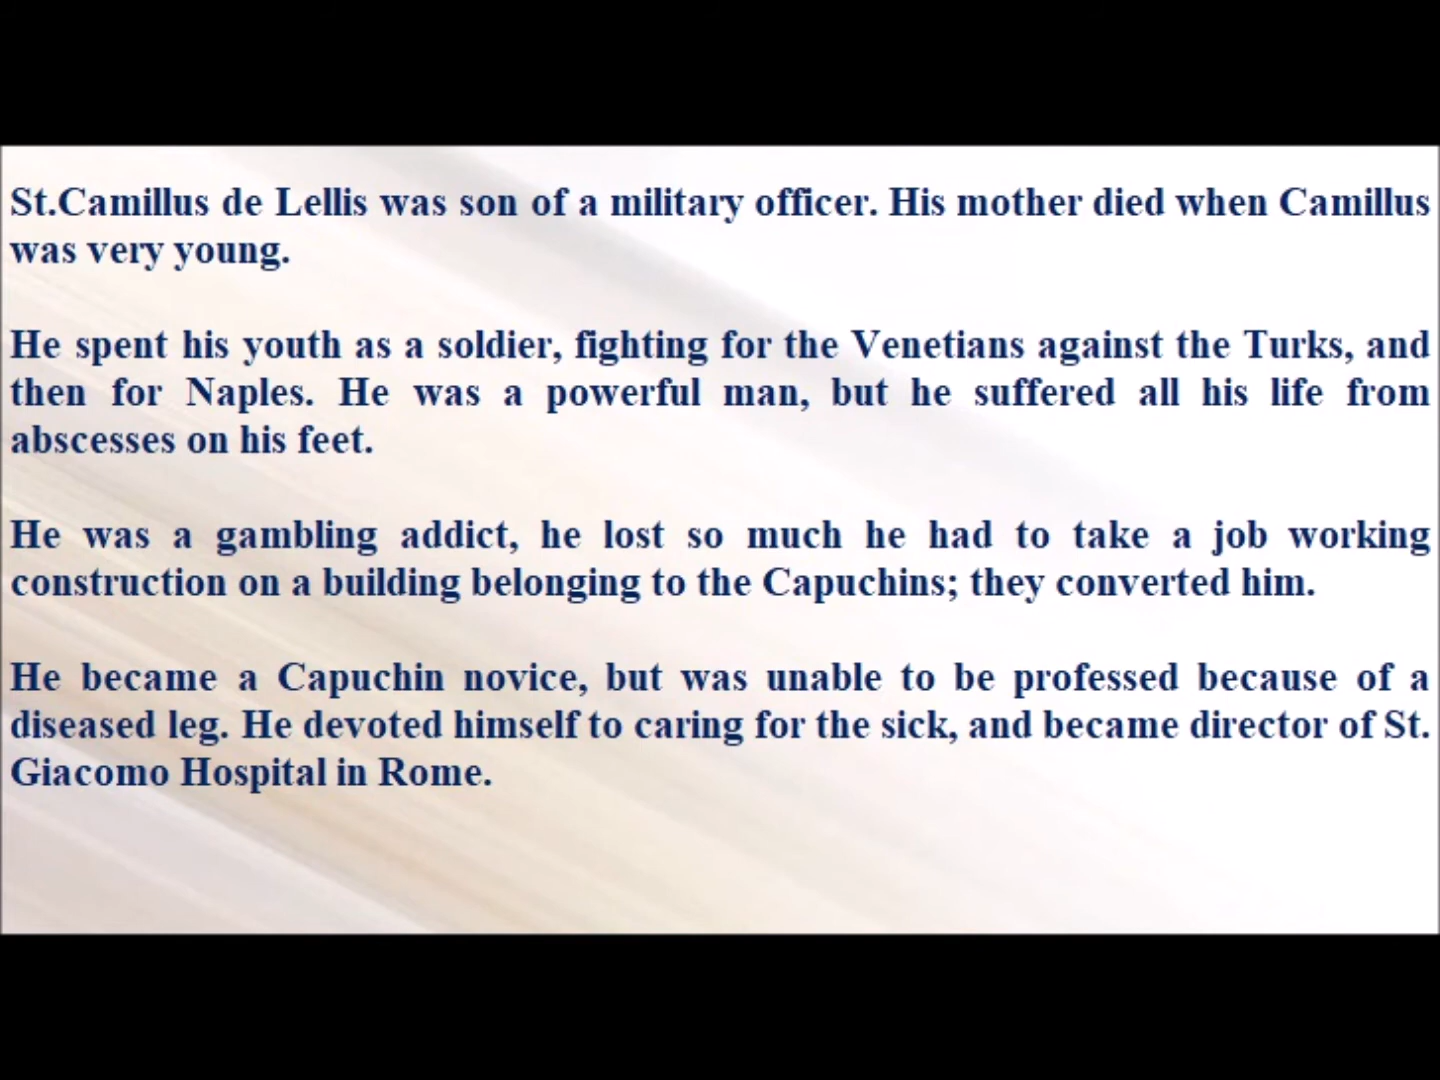 St.Camillus de Lellis was son of a military officer. His mother died when Camillus
was very young.
He spent his youth as a soldier, fighting for the Venetians against the Turks, and
then for Naples. He was a powerful man, but he suffered all his life from
abscesses on his feet.
He was a gambling addict, he lost so much he had to take a job working
construction on a building belonging to the Capuchins; they converted him.
He became a Capuchin novice, but was unable to be professed because of a
diseased leg. He devoted himself to caring for the sick, and became director of St.
Giacomo Hospital in Rome.